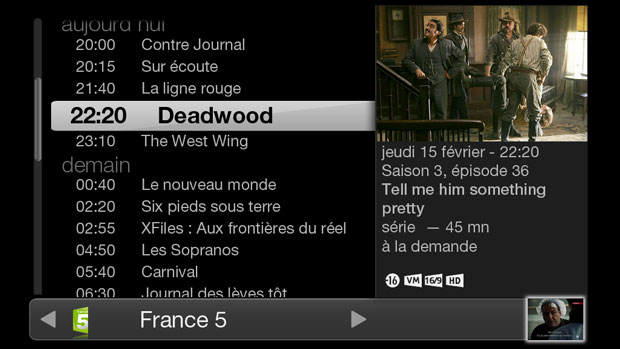 aujourd'hui
20:00 Contre Journal
20:15 Sur écoute
21:40 La ligne rouge
22:20 Deadwood
23:10 The West Wing
demain
00:40 Le nouveau monde
02:20 Six pieds sous terre
02:55 XFiles : Aux frontières du réel
04:50 Les Sopranos
05:40 Carnival
06:30 Journal des lèves tôt
jeudi 15 février - 22:20
Saison 3, épisode 36
Tell me him something
pretty
série — 45 mn
à la demande
-16 VM 16/9 HD
5 France 5